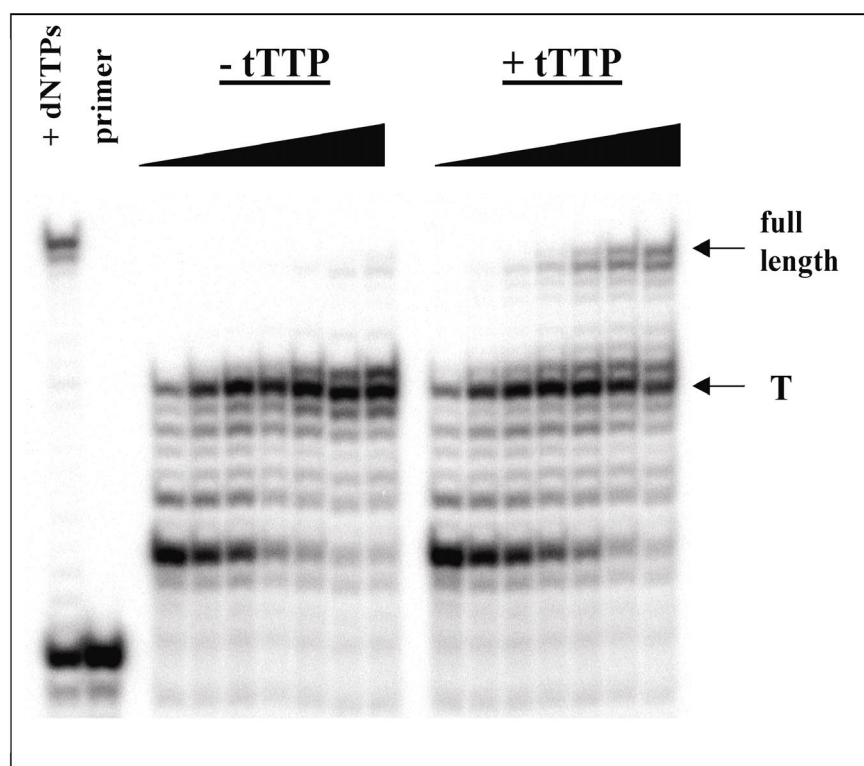 + dNTPs
primer
- tTTP
+ tTTP
full
length
T